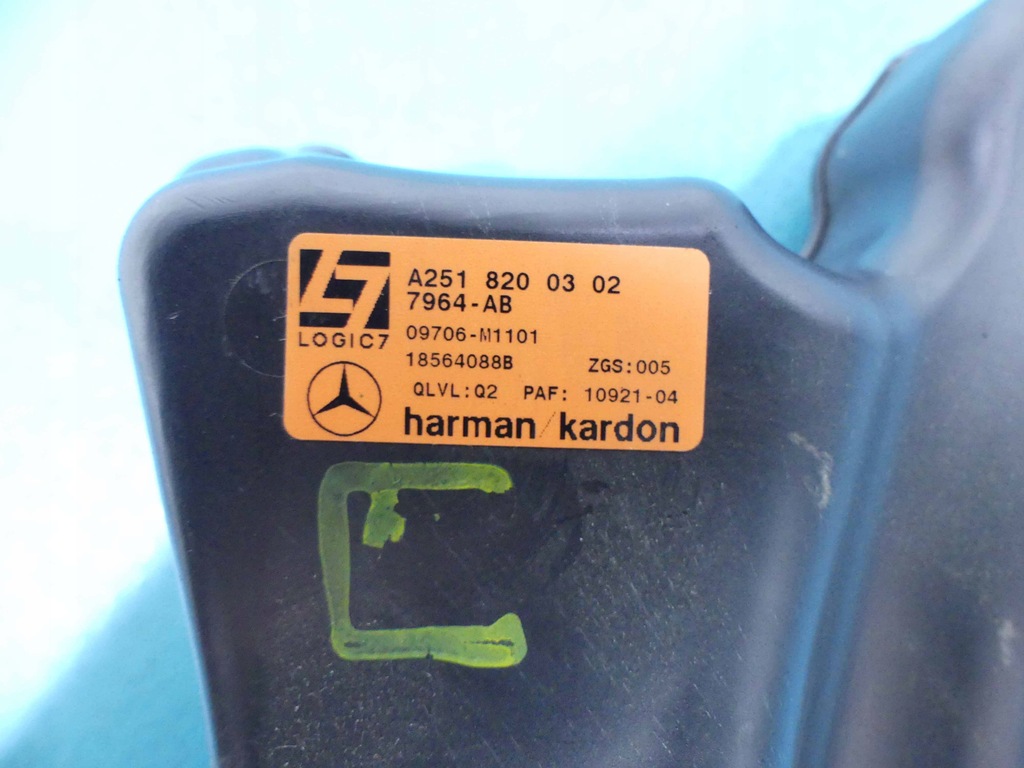 A251 820 03 02
7964-AB
LOGIC7
09706-M1101
18564088B ZGS:005
QLVL:Q2 PAF: 10921-04
harman/kardon
C